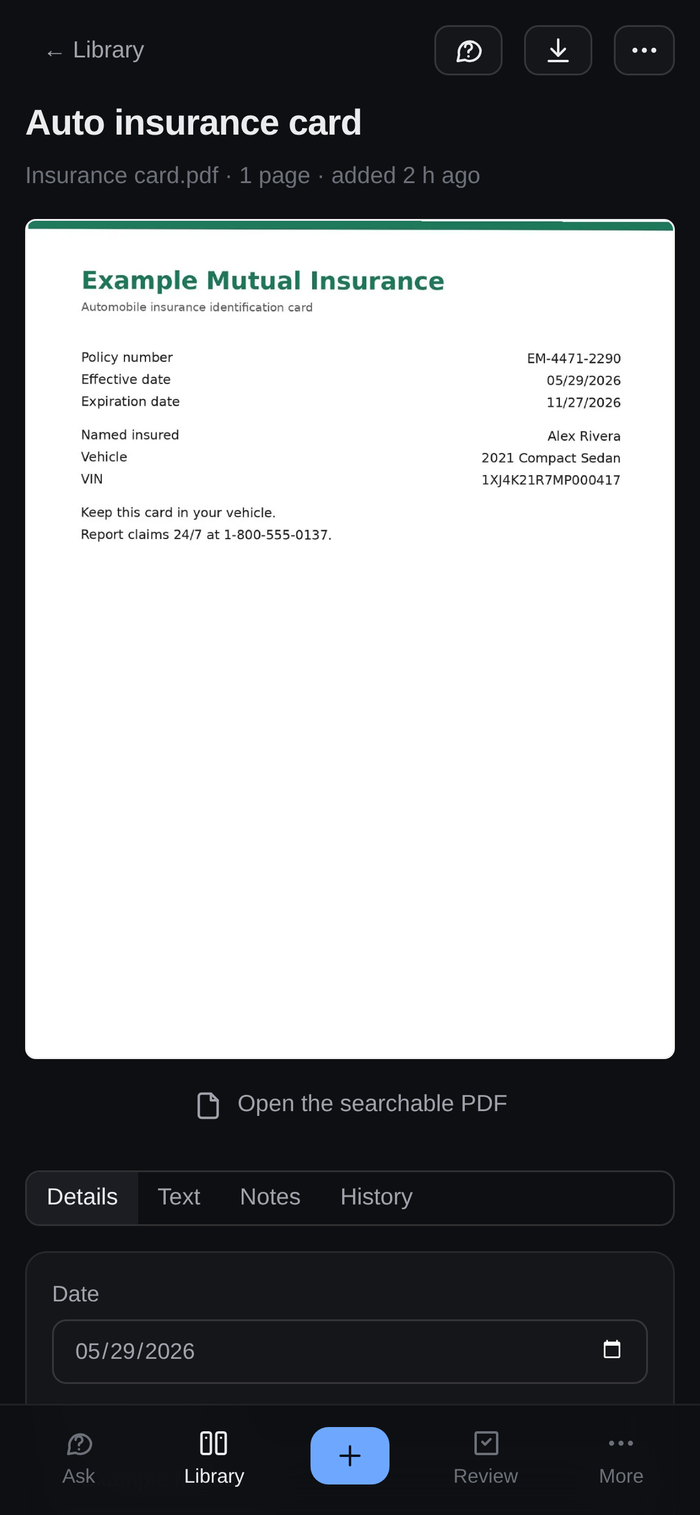 ← Library
Auto insurance card
Insurance card.pdf · 1 page · added 2 h ago
Example Mutual Insurance
Automobile insurance identification card
Policy number EM-4471-2290
Effective date 05/29/2026
Expiration date 11/27/2026
Named insured Alex Rivera
Vehicle 2021 Compact Sedan
VIN 1XJ4K21R7MP000417
Keep this card in your vehicle.
Report claims 24/7 at 1-800-555-0137.
Open the searchable PDF
Details Text Notes History
Date
05/29/2026
Ask Library + Review More